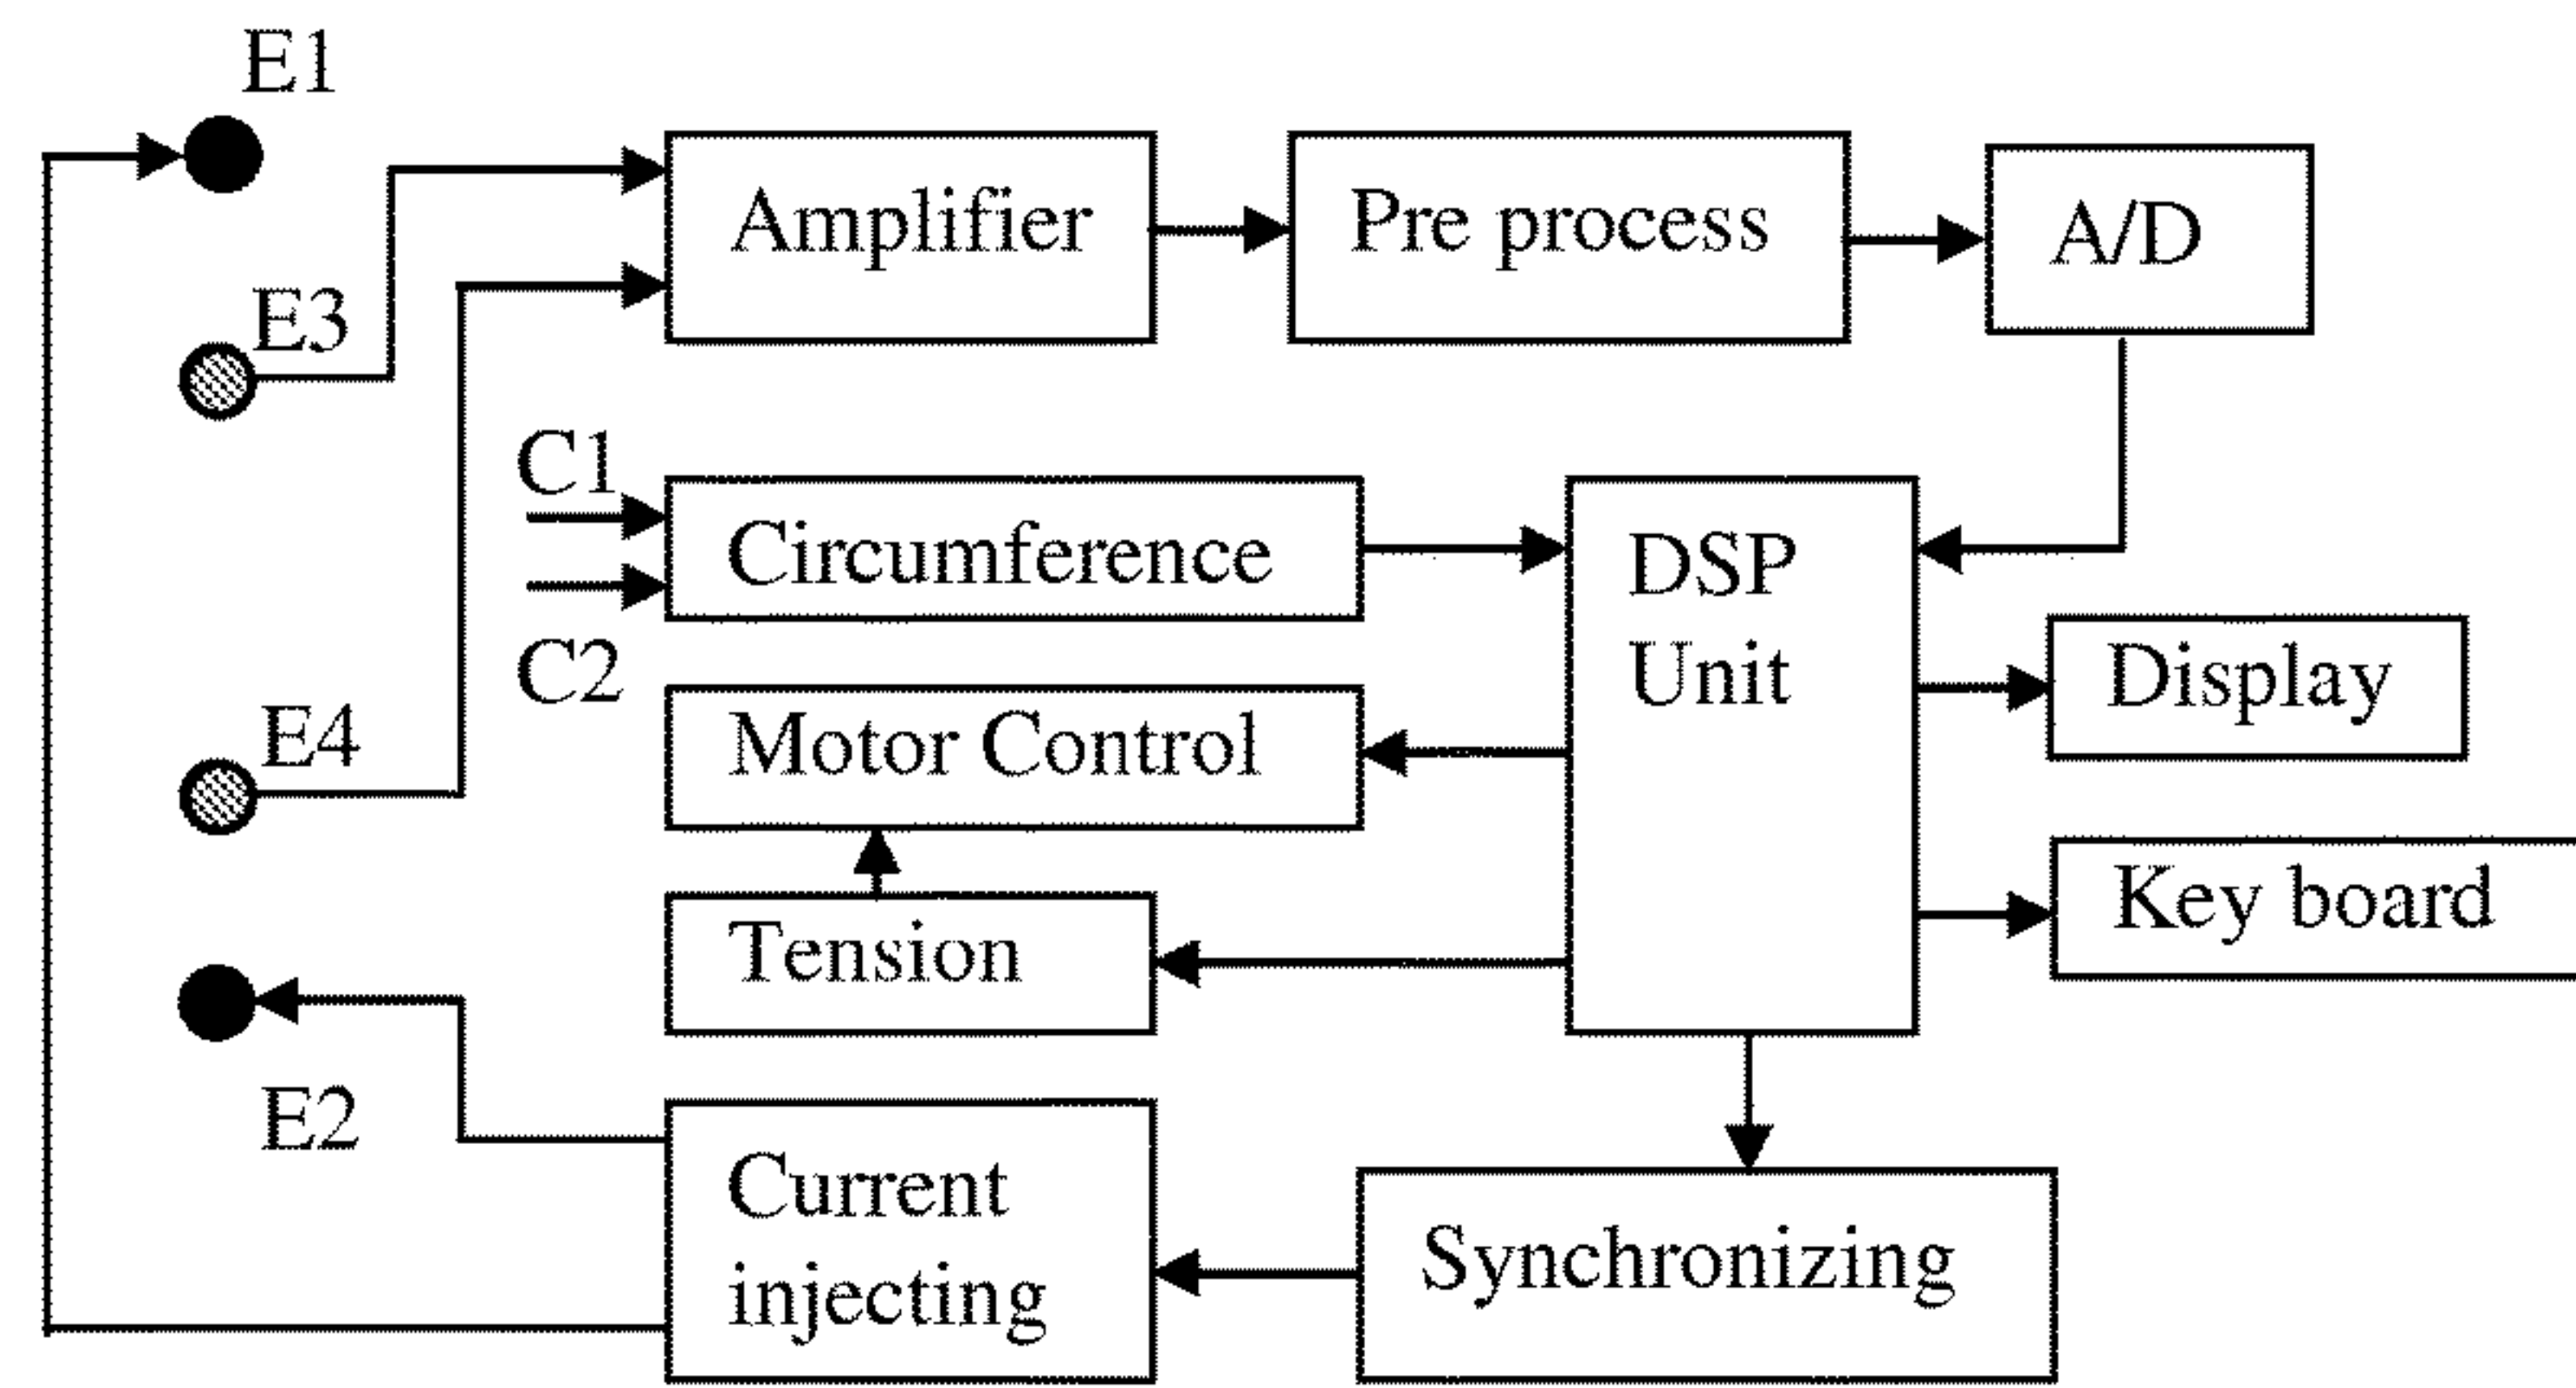 E1
Amplifier
Pre process
A/D
E3
C1
Circumference
DSP
Unit
C2
Display
Motor Control
E4
Key board
Tension
E2
Current
injecting
Synchronizing